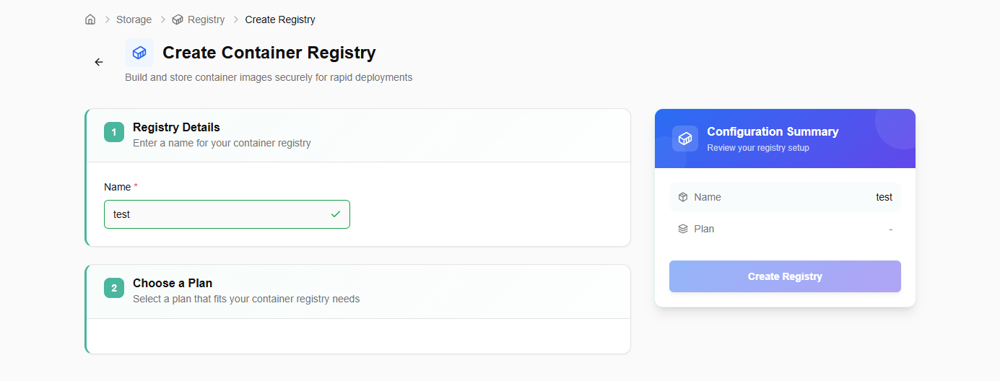 Storage > Registry > Create Registry
Create Container Registry
Build and store container images securely for rapid deployments
1
Registry Details
Enter a name for your container registry
Name *
test
2
Choose a Plan
Select a plan that fits your container registry needs
Configuration Summary
Review your registry setup
Name test
Plan -
Create Registry